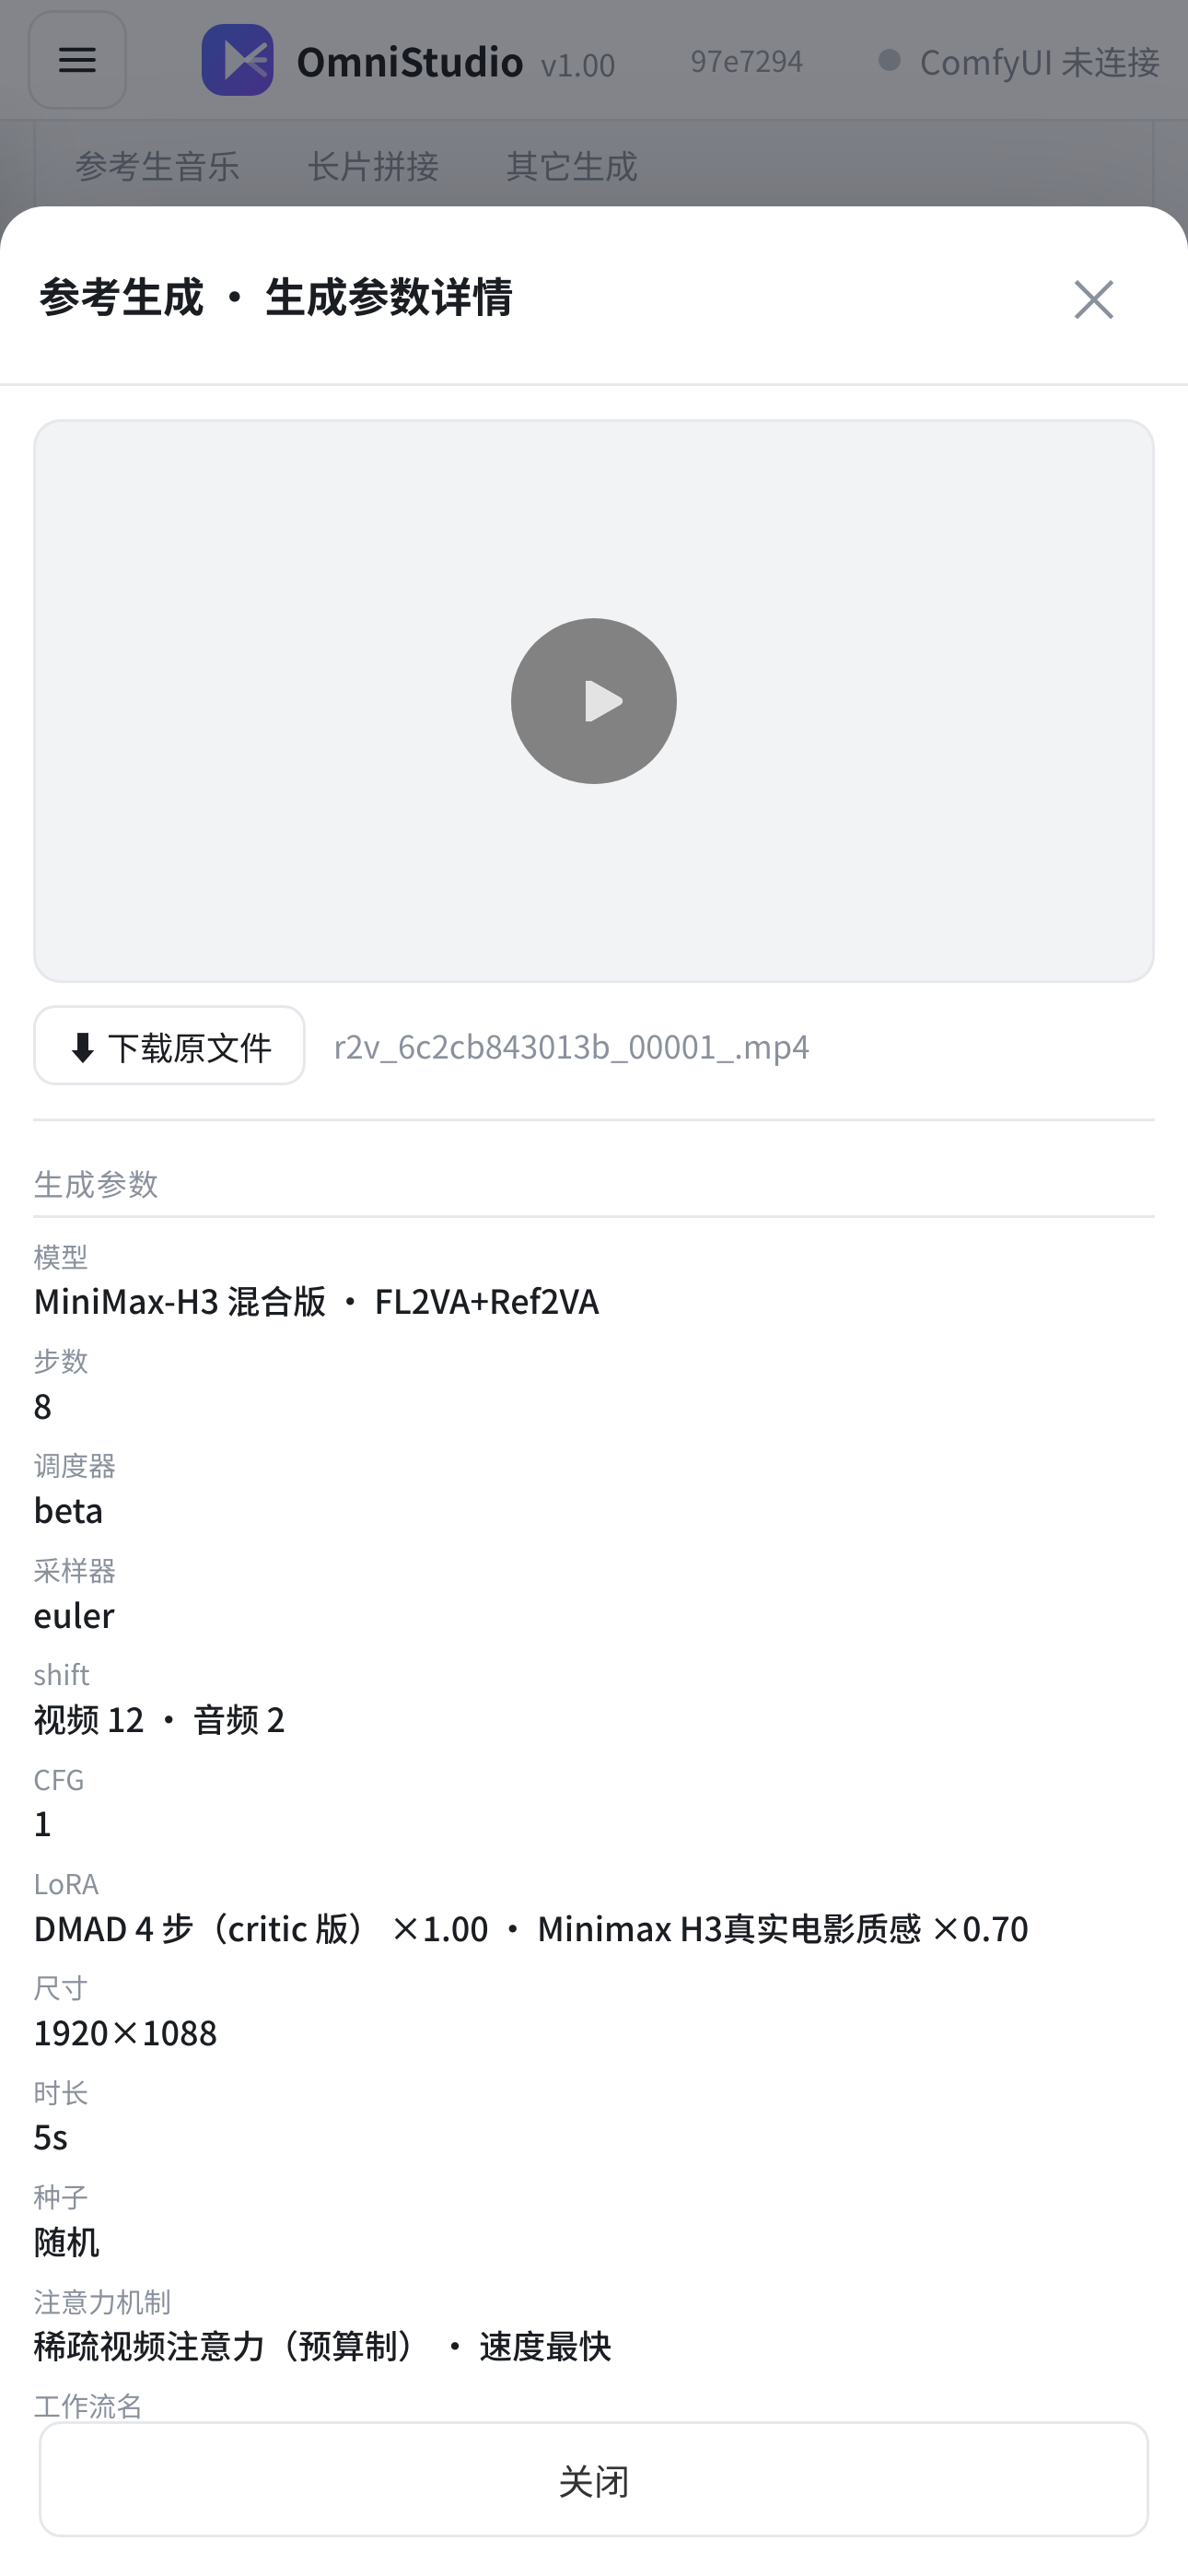 OmniStudio v1.00 97e7294 ComfyUI 未连接
参考生音乐 长片拼接 其它生成
参考生成 · 生成参数详情
下载原文件 r2v_6c2cb843013b_00001_.mp4
生成参数
模型
MiniMax-H3 混合版 · FL2VA+Ref2VA
步数
8
调度器
beta
采样器
euler
shift
视频 12 · 音频 2
CFG
1
LoRA
DMAD 4 步（critic 版） ×1.00 · Minimax H3真实电影质感 ×0.70
尺寸
1920×1088
时长
5s
种子
随机
注意力机制
稀疏视频注意力（预算制） · 速度最快
工作流名
关闭